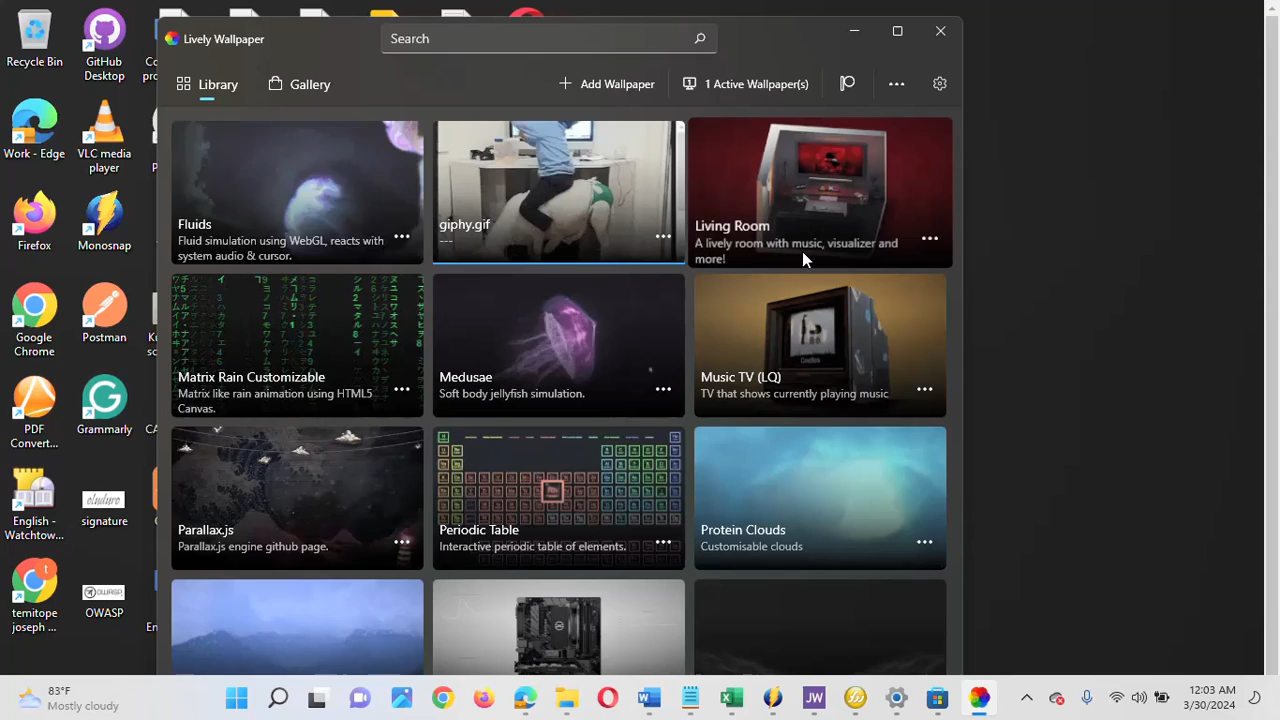 Recycle Bin
GitHub
Desktop
Work - Edge
VLC media
player
Firefox
Monosnap
Google
Chrome
Postman
PDF
Convert...
Grammarly
English -
Watchtow...
signature
temitope
joseph ...
OWASP
OWASP
Lively Wallpaper
Search
Library
Gallery
Add Wallpaper
1 Active Wallpaper(s)
Fluids
Fluid simulation using WebGL, reacts with
system audio & cursor.
giphy.gif
---
Living Room
A lively room with music, visualizer and
more!
Matrix Rain Customizable
Matrix like rain animation using HTML5
Canvas.
Medusae
Soft body jellyfish simulation.
Music TV (LQ)
TV that shows currently playing music
Parallax.js
Parallax.js engine github page.
Periodic Table
Interactive periodic table of elements.
Protein Clouds
Customisable clouds
83°F
Mostly cloudy
JW
12:03 AM
3/30/2024